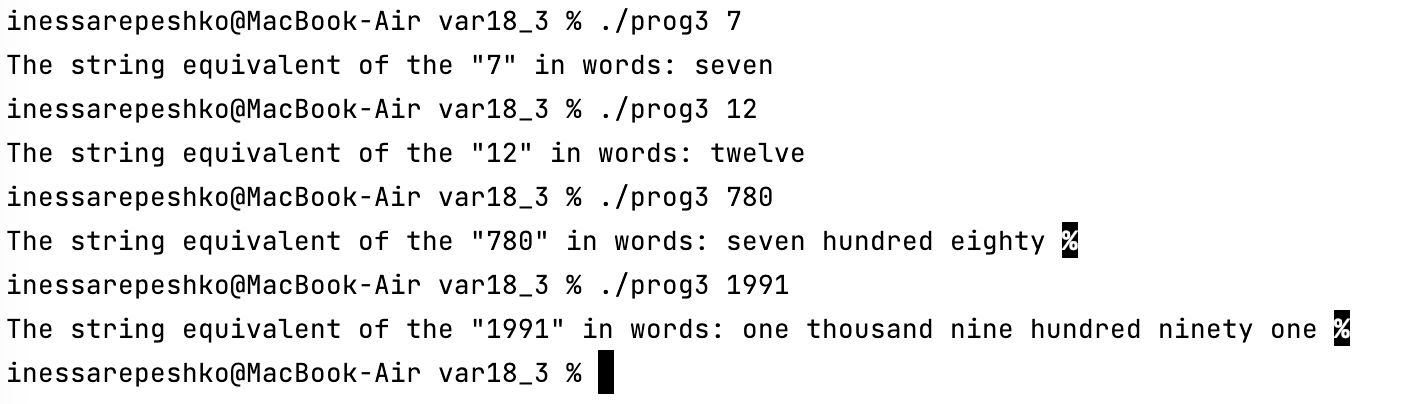 inessarepeshko@MacBook-Air var18_3 % ./prog3 7
The string equivalent of the "7" in words: seven
inessarepeshko@MacBook-Air var18_3 % ./prog3 12
The string equivalent of the "12" in words: twelve
inessarepeshko@MacBook-Air var18_3 % ./prog3 780
The string equivalent of the "780" in words: seven hundred eighty %
inessarepeshko@MacBook-Air var18_3 % ./prog3 1991
The string equivalent of the "1991" in words: one thousand nine hundred ninety one %
inessarepeshko@MacBook-Air var18_3 %